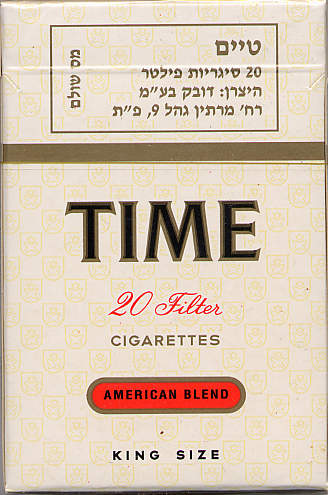 טיים
20 סיגריות פילטר
היצרן: דובק בע״מ
רח׳ מרתין גהל 9, פ״ת
מס שולם
TIME
20 Filter
CIGARETTES
AMERICAN BLEND
KING SIZE